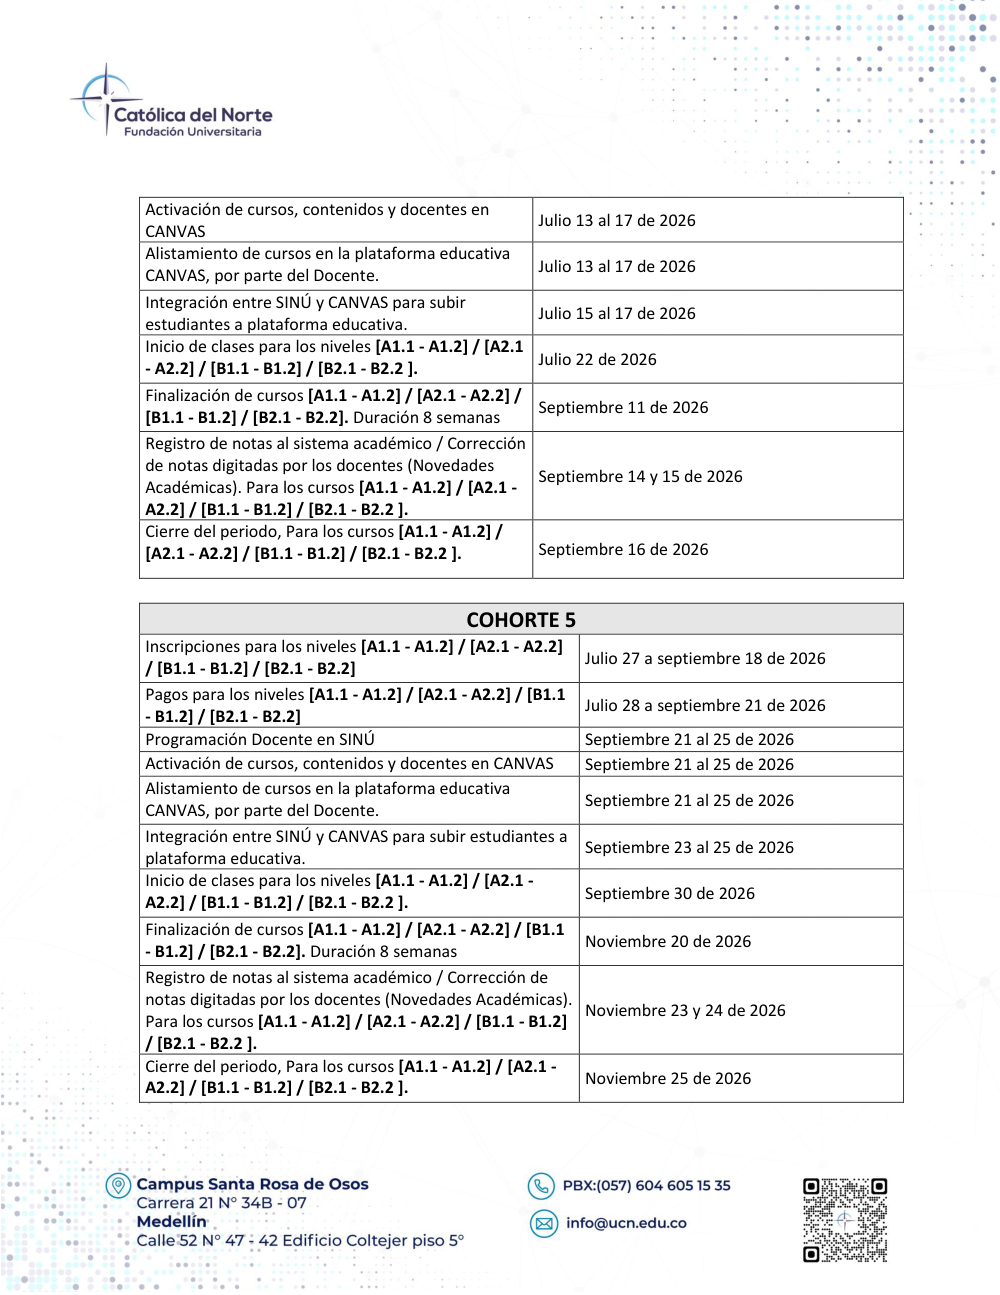 Católica del Norte
Fundación Universitaria
Activación de cursos, contenidos y docentes en
CANVAS
Julio 13 al 17 de 2026
Alistamiento de cursos en la plataforma educativa
CANVAS, por parte del Docente.
Julio 13 al 17 de 2026
Integración entre SINÚ y CANVAS para subir
estudiantes a plataforma educativa.
Julio 15 al 17 de 2026
Inicio de clases para los niveles [A1.1 - A1.2] / [A2.1
- A2.2] / [B1.1 - B1.2] / [B2.1 - B2.2 ].
Julio 22 de 2026
Finalización de cursos [A1.1 - A1.2] / [A2.1 - A2.2] /
[B1.1 - B1.2] / [B2.1 - B2.2]. Duración 8 semanas
Septiembre 11 de 2026
Registro de notas al sistema académico / Corrección
de notas digitadas por los docentes (Novedades
Académicas). Para los cursos [A1.1 - A1.2] / [A2.1 -
A2.2] / [B1.1 - B1.2] / [B2.1 - B2.2 ].
Septiembre 14 y 15 de 2026
Cierre del periodo, Para los cursos [A1.1 - A1.2] /
[A2.1 - A2.2] / [B1.1 - B1.2] / [B2.1 - B2.2 ].
Septiembre 16 de 2026
COHORTE 5
Inscripciones para los niveles [A1.1 - A1.2] / [A2.1 - A2.2]
/ [B1.1 - B1.2] / [B2.1 - B2.2]
Julio 27 a septiembre 18 de 2026
Pagos para los niveles [A1.1 - A1.2] / [A2.1 - A2.2] / [B1.1
- B1.2] / [B2.1 - B2.2]
Julio 28 a septiembre 21 de 2026
Programación Docente en SINÚ
Septiembre 21 al 25 de 2026
Activación de cursos, contenidos y docentes en CANVAS
Septiembre 21 al 25 de 2026
Alistamiento de cursos en la plataforma educativa
CANVAS, por parte del Docente.
Septiembre 21 al 25 de 2026
Integración entre SINÚ y CANVAS para subir estudiantes a
plataforma educativa.
Septiembre 23 al 25 de 2026
Inicio de clases para los niveles [A1.1 - A1.2] / [A2.1 -
A2.2] / [B1.1 - B1.2] / [B2.1 - B2.2 ].
Septiembre 30 de 2026
Finalización de cursos [A1.1 - A1.2] / [A2.1 - A2.2] / [B1.1
- B1.2] / [B2.1 - B2.2]. Duración 8 semanas
Noviembre 20 de 2026
Registro de notas al sistema académico / Corrección de
notas digitadas por los docentes (Novedades Académicas).
Para los cursos [A1.1 - A1.2] / [A2.1 - A2.2] / [B1.1 - B1.2]
/ [B2.1 - B2.2 ].
Noviembre 23 y 24 de 2026
Cierre del periodo, Para los cursos [A1.1 - A1.2] / [A2.1 -
A2.2] / [B1.1 - B1.2] / [B2.1 - B2.2 ].
Noviembre 25 de 2026
Campus Santa Rosa de Osos
Carrera 21 N° 34B - 07
Medellín
Calle 52 N° 47 - 42 Edificio Coltejer piso 5°
PBX:(057) 604 605 15 35
info@ucn.edu.co